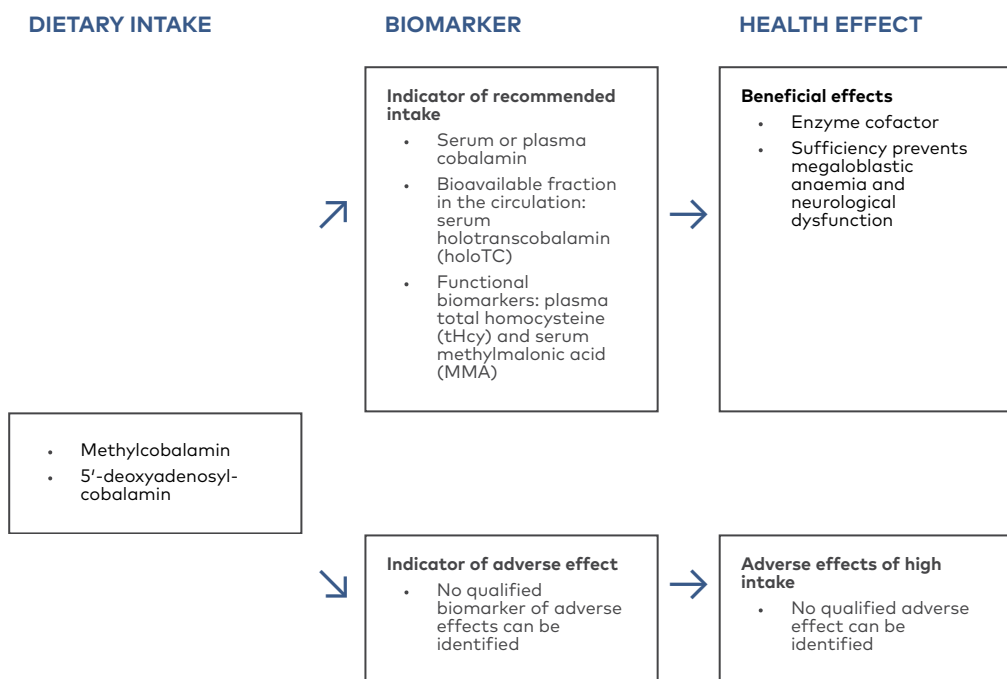 DIETARY INTAKE
BIOMARKER
HEALTH EFFECT
Indicator of recommended
intake
• Serum or plasma
cobalamin
• Bioavailable fraction
in the circulation:
serum
holotranscobalamin
(holoTC)
• Functional
biomarkers: plasma
total homocysteine
(tHcy) and serum
methylmalonic acid
(MMA)
Beneficial effects
• Enzyme cofactor
• Sufficiency prevents
megaloblastic
anaemia and
neurological
dysfunction
• Methylcobalamin
• 5′-deoxyadenosyl-
cobalamin
Indicator of adverse effect
• No qualified
biomarker of adverse
effects can be
identified
Adverse effects of high
intake
• No qualified adverse
effect can be
identified